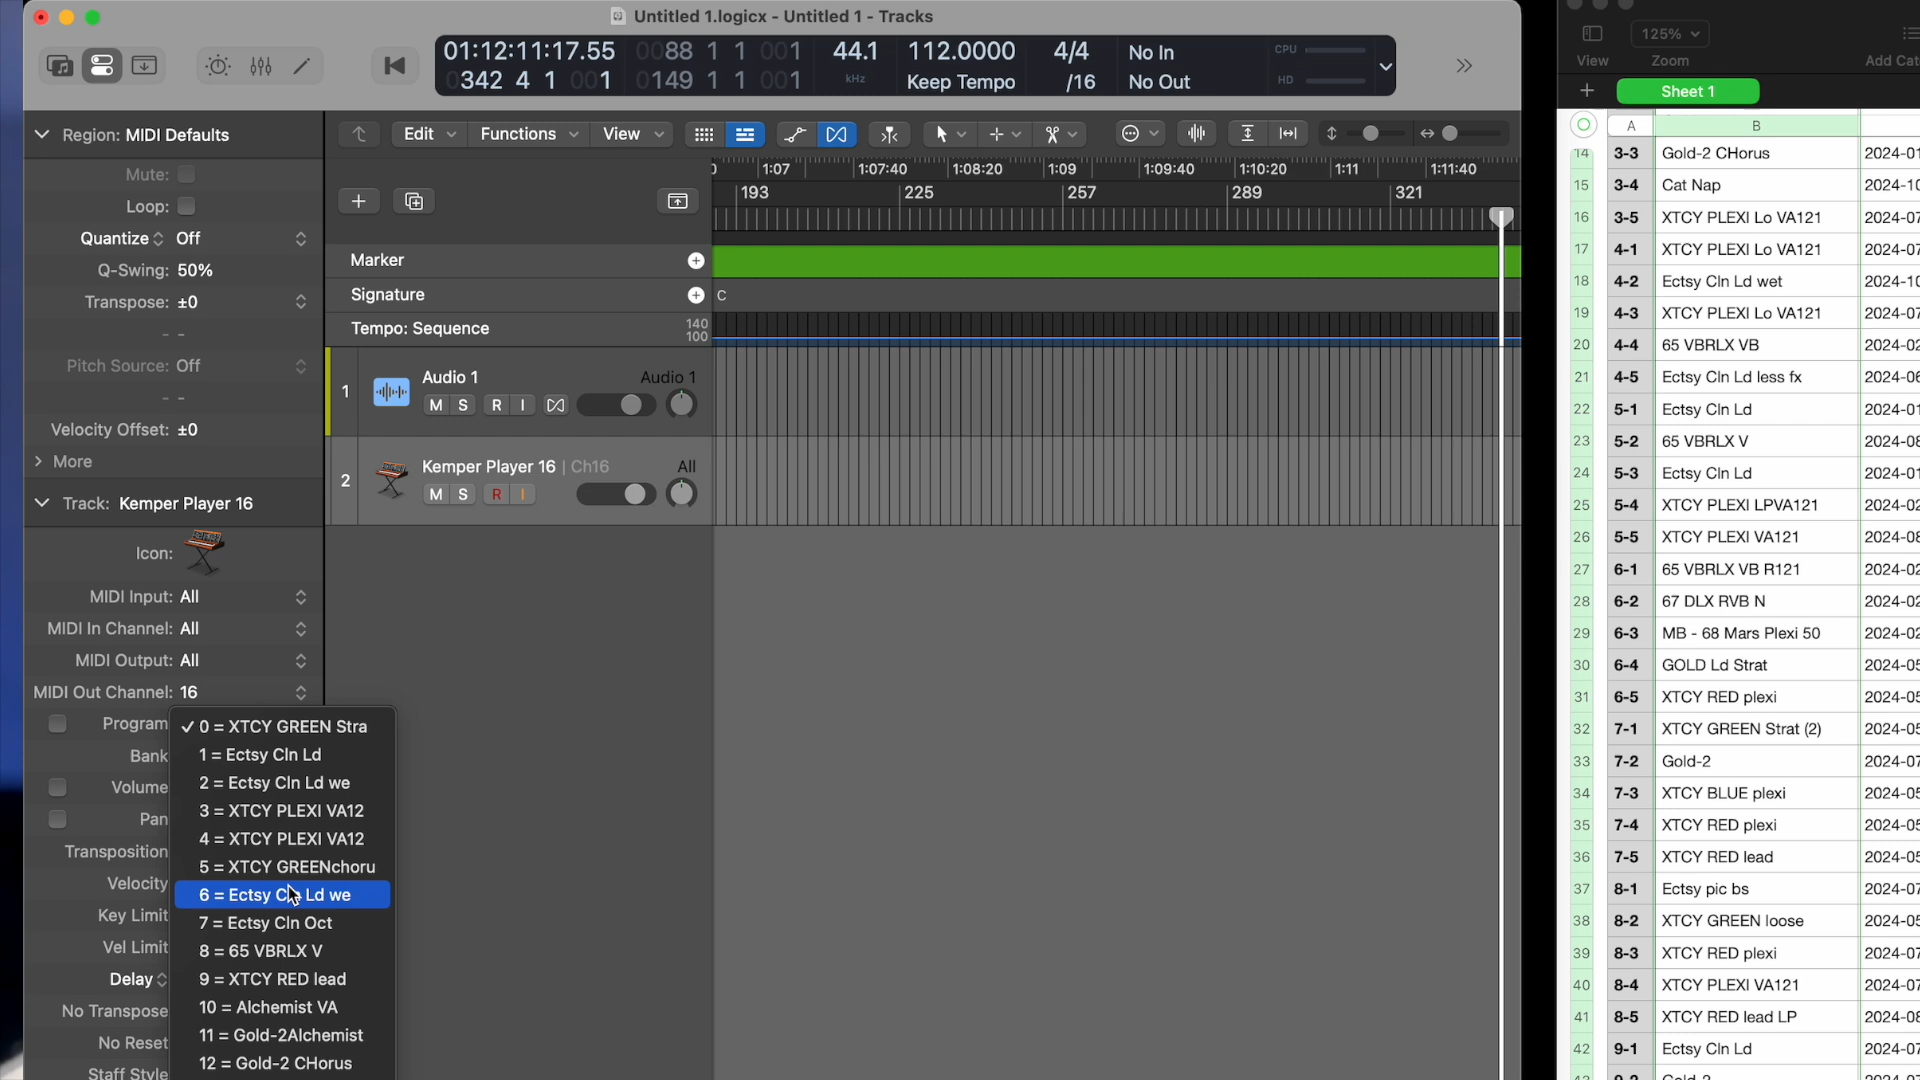 Untitled 1.logicx - Untitled 1 - Tracks
01:12:11:17.55 0088 1 1 001 44.1 112.0000 4/4 No In CPU
0342 4 1 001 0149 1 1 001 kHz Keep Tempo /16 No Out HD
Region: MIDI Defaults
Edit Functions View
Mute:
Loop:
Quantize Off
Q-Swing: 50%
Transpose: ±0
- -
Pitch Source: Off
- -
Velocity Offset: ±0
More
Track: Kemper Player 16
Icon:
MIDI Input: All
MIDI In Channel: All
MIDI Output: All
MIDI Out Channel: 16
Program
Bank
Volume
Pan
Transposition
Velocity
Key Limit
Vel Limit
Delay
No Transpose
No Reset
Staff Style
0 = XTCY GREEN Stra
1 = Ectsy Cln Ld
2 = Ectsy Cln Ld we
3 = XTCY PLEXI VA12
4 = XTCY PLEXI VA12
5 = XTCY GREENchoru
6 = Ectsy Cln Ld we
7 = Ectsy Cln Oct
8 = 65 VBRLX V
9 = XTCY RED lead
10 = Alchemist VA
11 = Gold-2Alchemist
12 = Gold-2 CHorus
1:07 1:07:40 1:08:20 1:09 1:09:40 1:10:20 1:11 1:11:40
193 225 257 289 321
Marker
Signature C
Tempo: Sequence 140
100
1 Audio 1 Audio 1
M S R I
2 Kemper Player 16 | Ch16 All
M S R I
125%
View Zoom Add Cat
Sheet 1
A B
14 3-3 Gold-2 CHorus 2024-01
15 3-4 Cat Nap 2024-10
16 3-5 XTCY PLEXI Lo VA121 2024-07
17 4-1 XTCY PLEXI Lo VA121 2024-07
18 4-2 Ectsy Cln Ld wet 2024-10
19 4-3 XTCY PLEXI Lo VA121 2024-07
20 4-4 65 VBRLX VB 2024-02
21 4-5 Ectsy Cln Ld less fx 2024-06
22 5-1 Ectsy Cln Ld 2024-01
23 5-2 65 VBRLX V 2024-08
24 5-3 Ectsy Cln Ld 2024-01
25 5-4 XTCY PLEXI LPVA121 2024-02
26 5-5 XTCY PLEXI VA121 2024-08
27 6-1 65 VBRLX VB R121 2024-02
28 6-2 67 DLX RVB N 2024-02
29 6-3 MB - 68 Mars Plexi 50 2024-02
30 6-4 GOLD Ld Strat 2024-05
31 6-5 XTCY RED plexi 2024-05
32 7-1 XTCY GREEN Strat (2) 2024-05
33 7-2 Gold-2 2024-07
34 7-3 XTCY BLUE plexi 2024-05
35 7-4 XTCY RED plexi 2024-05
36 7-5 XTCY RED lead 2024-05
37 8-1 Ectsy pic bs 2024-07
38 8-2 XTCY GREEN loose 2024-05
39 8-3 XTCY RED plexi 2024-07
40 8-4 XTCY PLEXI VA121 2024-07
41 8-5 XTCY RED lead LP 2024-08
42 9-1 Ectsy Cln Ld 2024-07